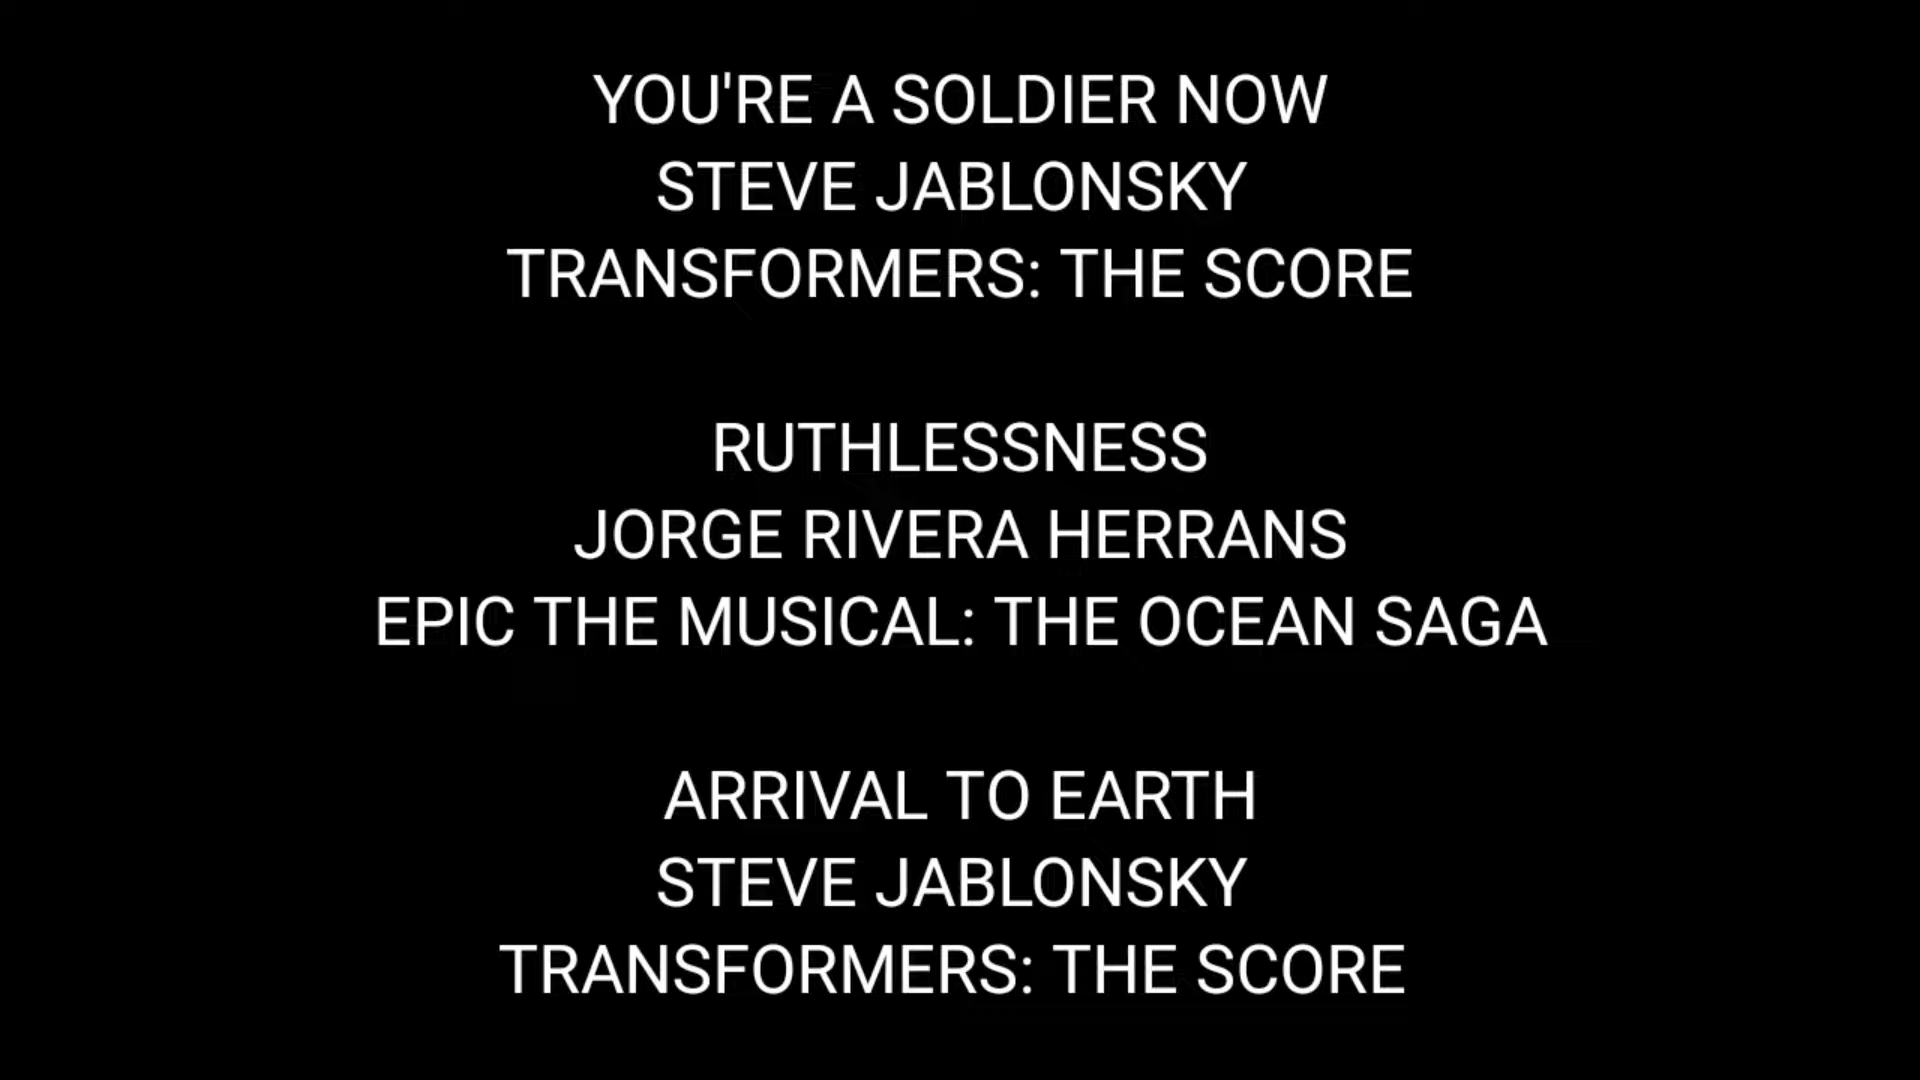 YOU'RE A SOLDIER NOW
STEVE JABLONSKY
TRANSFORMERS: THE SCORE
RUTHLESSNESS
JORGE RIVERA HERRANS
EPIC THE MUSICAL: THE OCEAN SAGA
ARRIVAL TO EARTH
STEVE JABLONSKY
TRANSFORMERS: THE SCORE